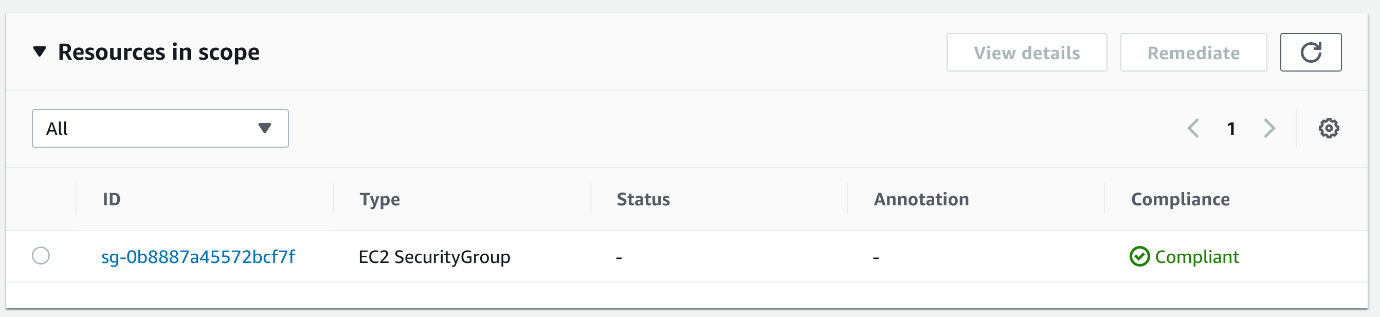 Resources in scope View details Remediate
All 1
ID Type Status Annotation Compliance
sg-0b8887a45572bcf7f EC2 SecurityGroup - - Compliant